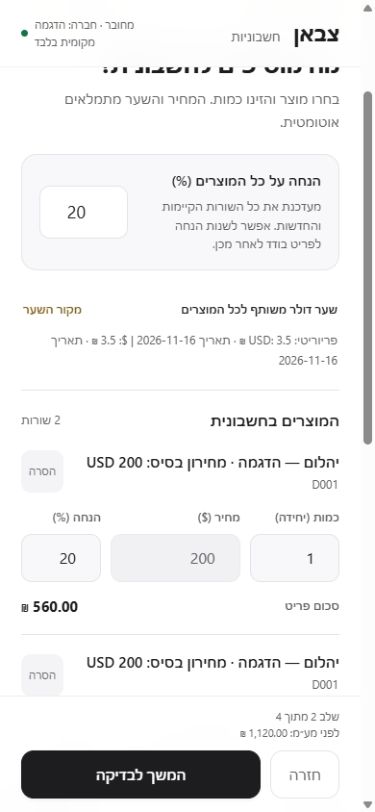 צבאן
חשבוניות
מחובר · חברה: הדגמה
מקומית בלבד
בחרו מוצר והזינו כמות. המחיר והשער מתמלאים
אוטומטית.
הנחה על כל המוצרים (%)
מעדכנת את כל השורות הקיימות
והחדשות. אפשר לשנות הנחה
לפריט בודד לאחר מכן.
20
שער דולר משותף לכל המוצרים
מקור השער
פריוריטי: USD: 3.5 ₪ · תאריך 2026-11-16 | $: 3.5 ₪ · תאריך
2026-11-16
המוצרים בחשבונית
2 שורות
יהלום — הדגמה · מחירון בסיס: 200 USD
D001
הסרה
כמות (יחידה)
מחיר ($)
הנחה (%)
1
200
20
סכום פריט
560.00 ₪
יהלום — הדגמה · מחירון בסיס: 200 USD
D001
הסרה
שלב 2 מתוך 4
לפני מע״מ: 1,120.00 ₪
חזרה
המשך לבדיקה